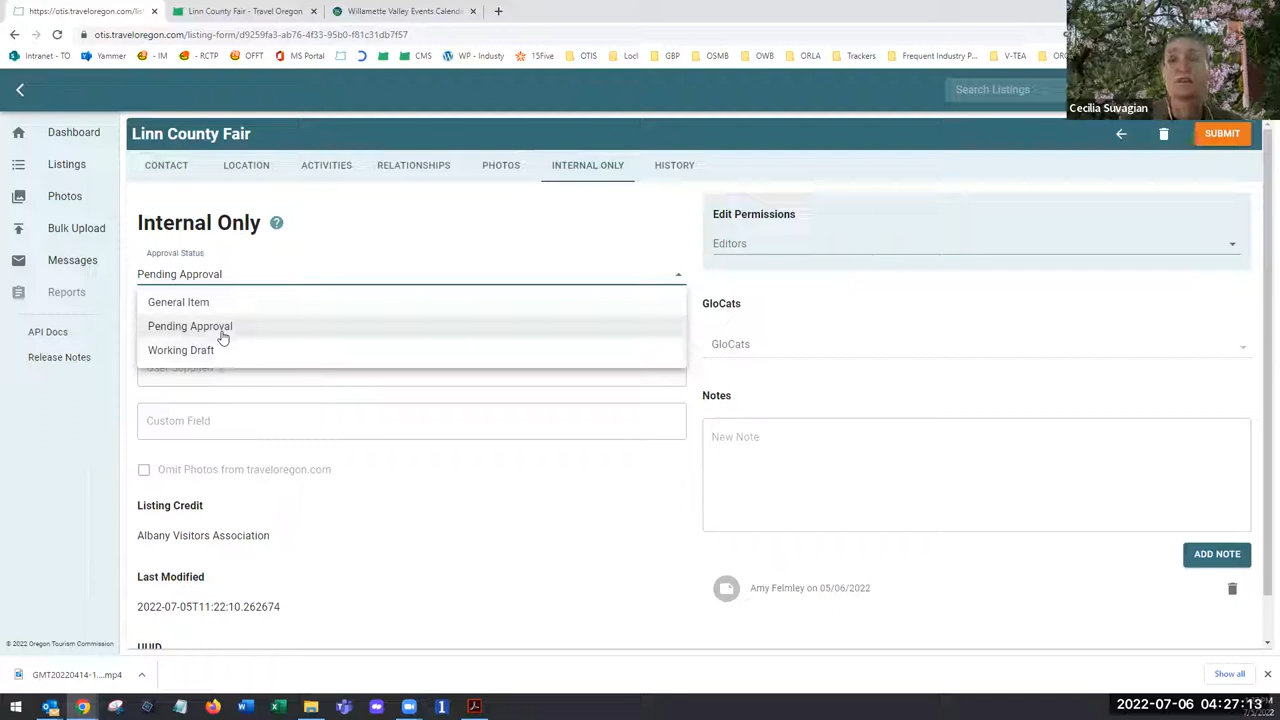 https://otis.traveloregon.com/list
Linn County Fair - Travel Oregon
Willamette Valley Events Calenda
otis.traveloregon.com/listing-form/d9259fa3-ab76-4f33-95b0-f81c31db7f57
Intranet - TO
Yammer
- IM
- RCTP
OFFT
MS Portal
CMS
WP - Industy
15Five
OTIS
Locl
GBP
OSMB
OWB
ORLA
Trackers
Frequent Industry P...
V-TEA
Cecilia Suvagian
Search Listings
Dashboard
Listings
Photos
Bulk Upload
Messages
Reports
API Docs
Release Notes
© 2022 Oregon Tourism Commission
Linn County Fair
SUBMIT
CONTACT
LOCATION
ACTIVITIES
RELATIONSHIPS
PHOTOS
INTERNAL ONLY
HISTORY
Internal Only
Approval Status
Pending Approval
General Item
Pending Approval
Working Draft
User Supplied
Custom Field
Omit Photos from traveloregon.com
Listing Credit
Albany Visitors Association
Last Modified
2022-07-05T11:22:10.262674
UUID
Edit Permissions
Editors
GloCats
GloCats
Notes
New Note
ADD NOTE
Amy Felmley on 05/06/2022
GMT20220414-1....mp4
Show all
2022-07-06 04:27:13